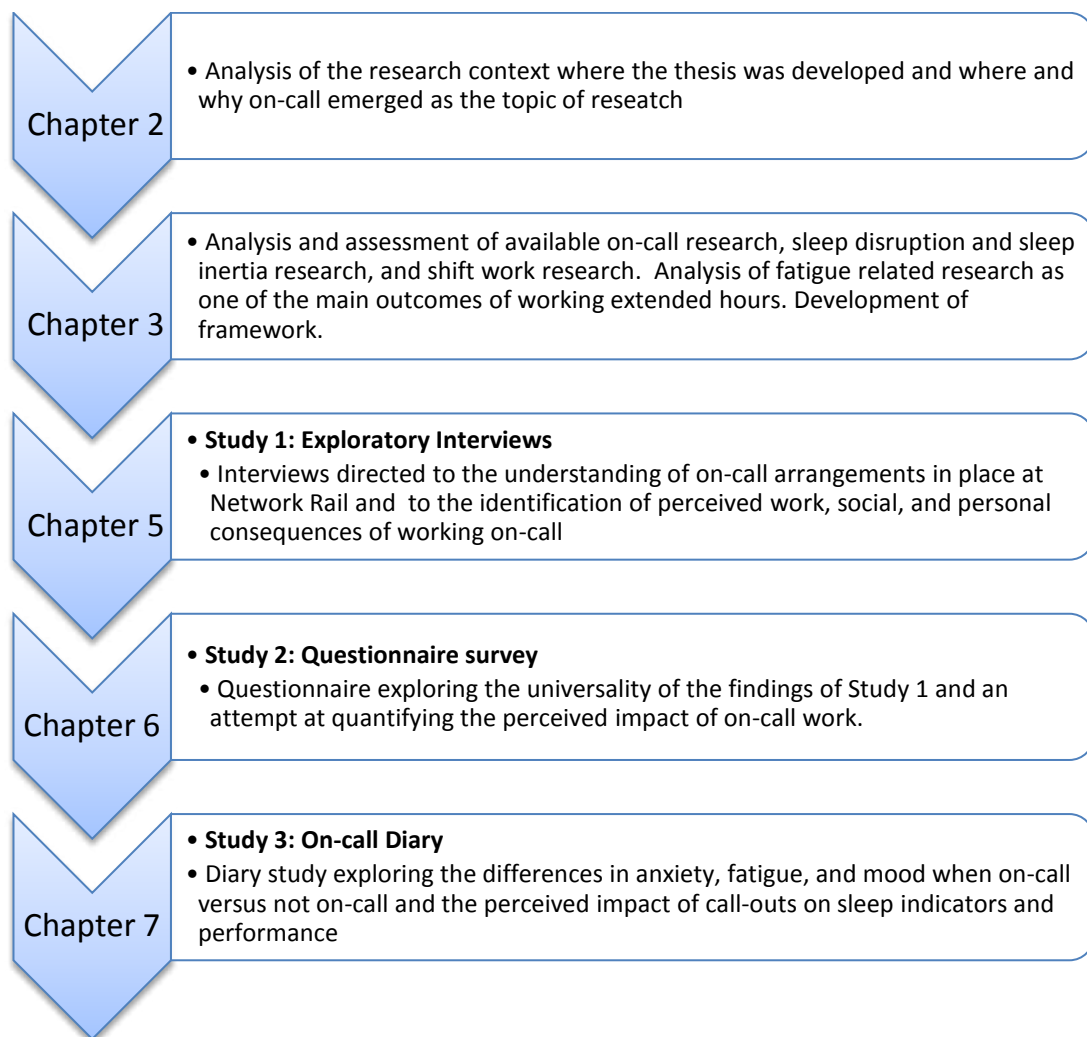 Chapter 2
• Analysis of the research context where the thesis was developed and where and
why on-call emerged as the topic of reseatch
Chapter 3
• Analysis and assessment of available on-call research, sleep disruption and sleep
inertia research, and shift work research.  Analysis of fatigue related research as
one of the main outcomes of working extended hours. Development of
framework.
Chapter 5
• Study 1: Exploratory Interviews
• Interviews directed to the understanding of on-call arrangements in place at
Network Rail and  to the identification of perceived work, social, and personal
consequences of working on-call
Chapter 6
• Study 2: Questionnaire survey
• Questionnaire exploring the universality of the findings of Study 1 and an
attempt at quantifying the perceived impact of on-call work.
Chapter 7
• Study 3: On-call Diary
• Diary study exploring the differences in anxiety, fatigue, and mood when on-call
versus not on-call and the perceived impact of call-outs on sleep indicators and
performance